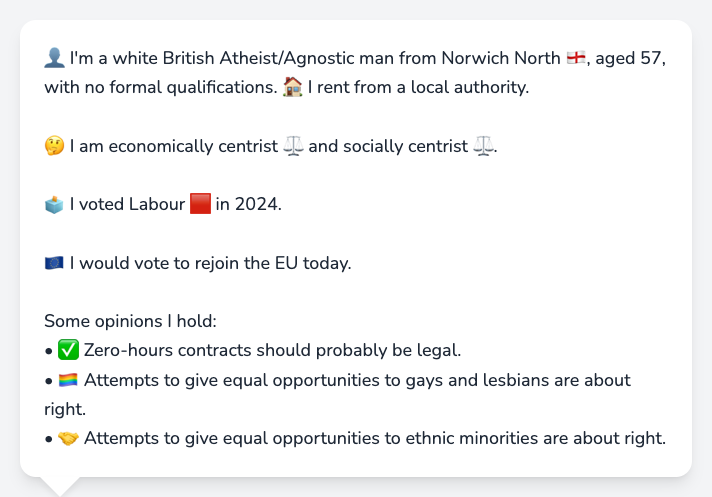 👤 I'm a white British Atheist/Agnostic man from Norwich North 🏴󠁧󠁢󠁥󠁮󠁧󠁿, aged 57,
with no formal qualifications. 🏠 I rent from a local authority.
🤔 I am economically centrist ⚖️ and socially centrist ⚖️.
🗳️ I voted Labour 🟥 in 2024.
🇪🇺 I would vote to rejoin the EU today.
Some opinions I hold:
• ✅ Zero-hours contracts should probably be legal.
• 🏳️‍🌈 Attempts to give equal opportunities to gays and lesbians are about
right.
• 🤝 Attempts to give equal opportunities to ethnic minorities are about right.